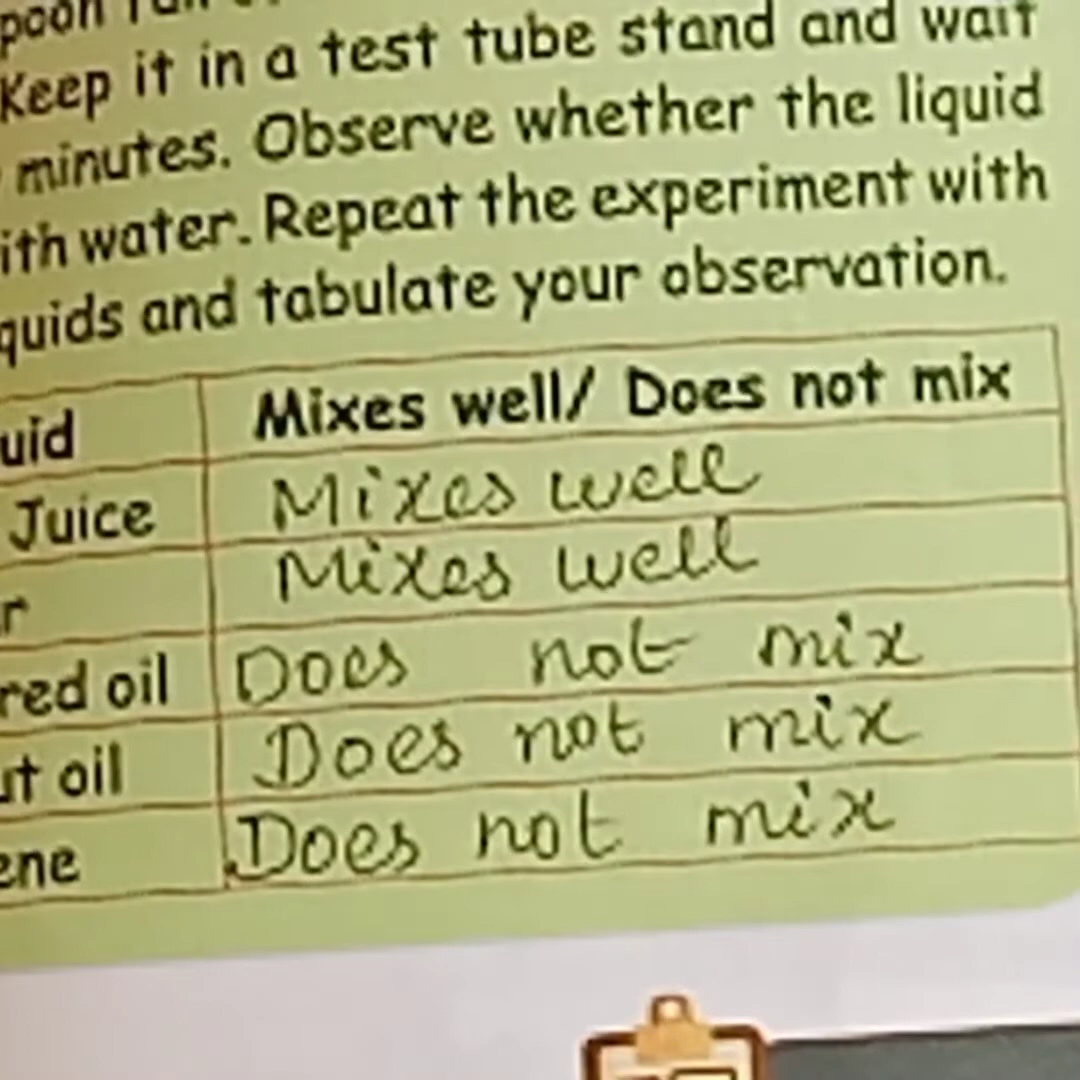 Keep it in a test tube stand and wait
minutes. Observe whether the liquid
ith water. Repeat the experiment with
quids and tabulate your observation.
uid Mixes well/ Does not mix
Juice Mixes well
r Mixes well
red oil Does not mix
ut oil Does not mix
ene Does not mix